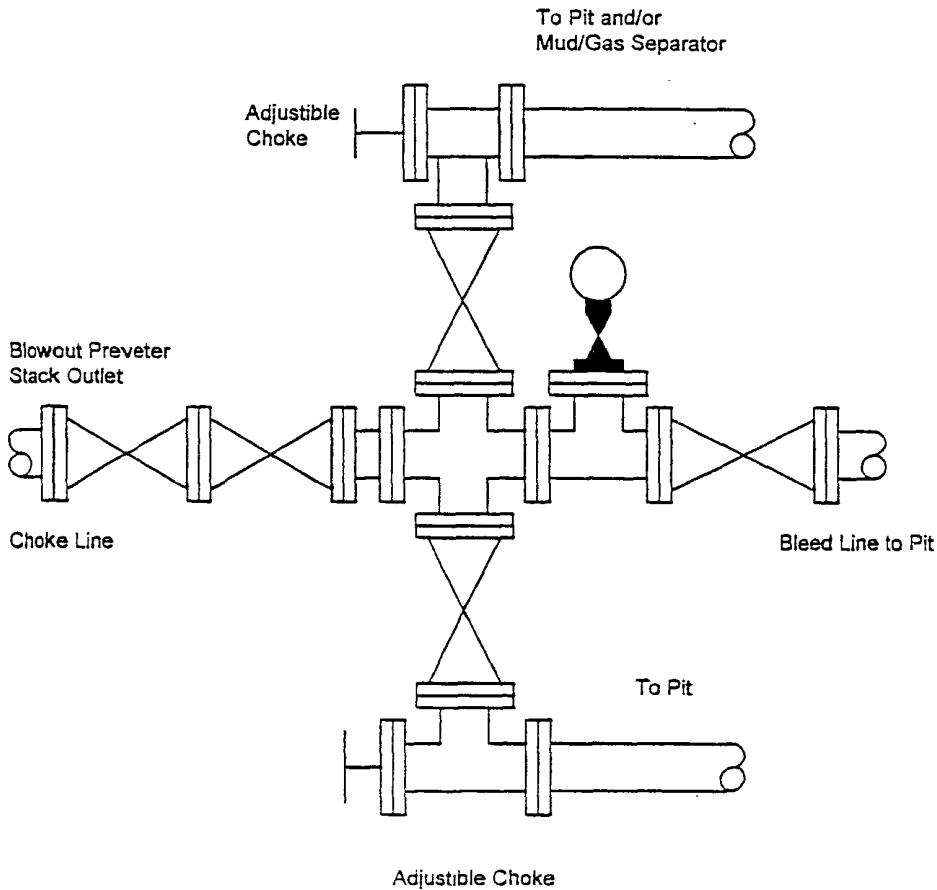 To Pit and/or
Mud/Gas Separator
Adjustible
Choke
Blowout Preveter
Stack Outlet
Choke Line
Bleed Line to Pit
To Pit
Adjustible Choke